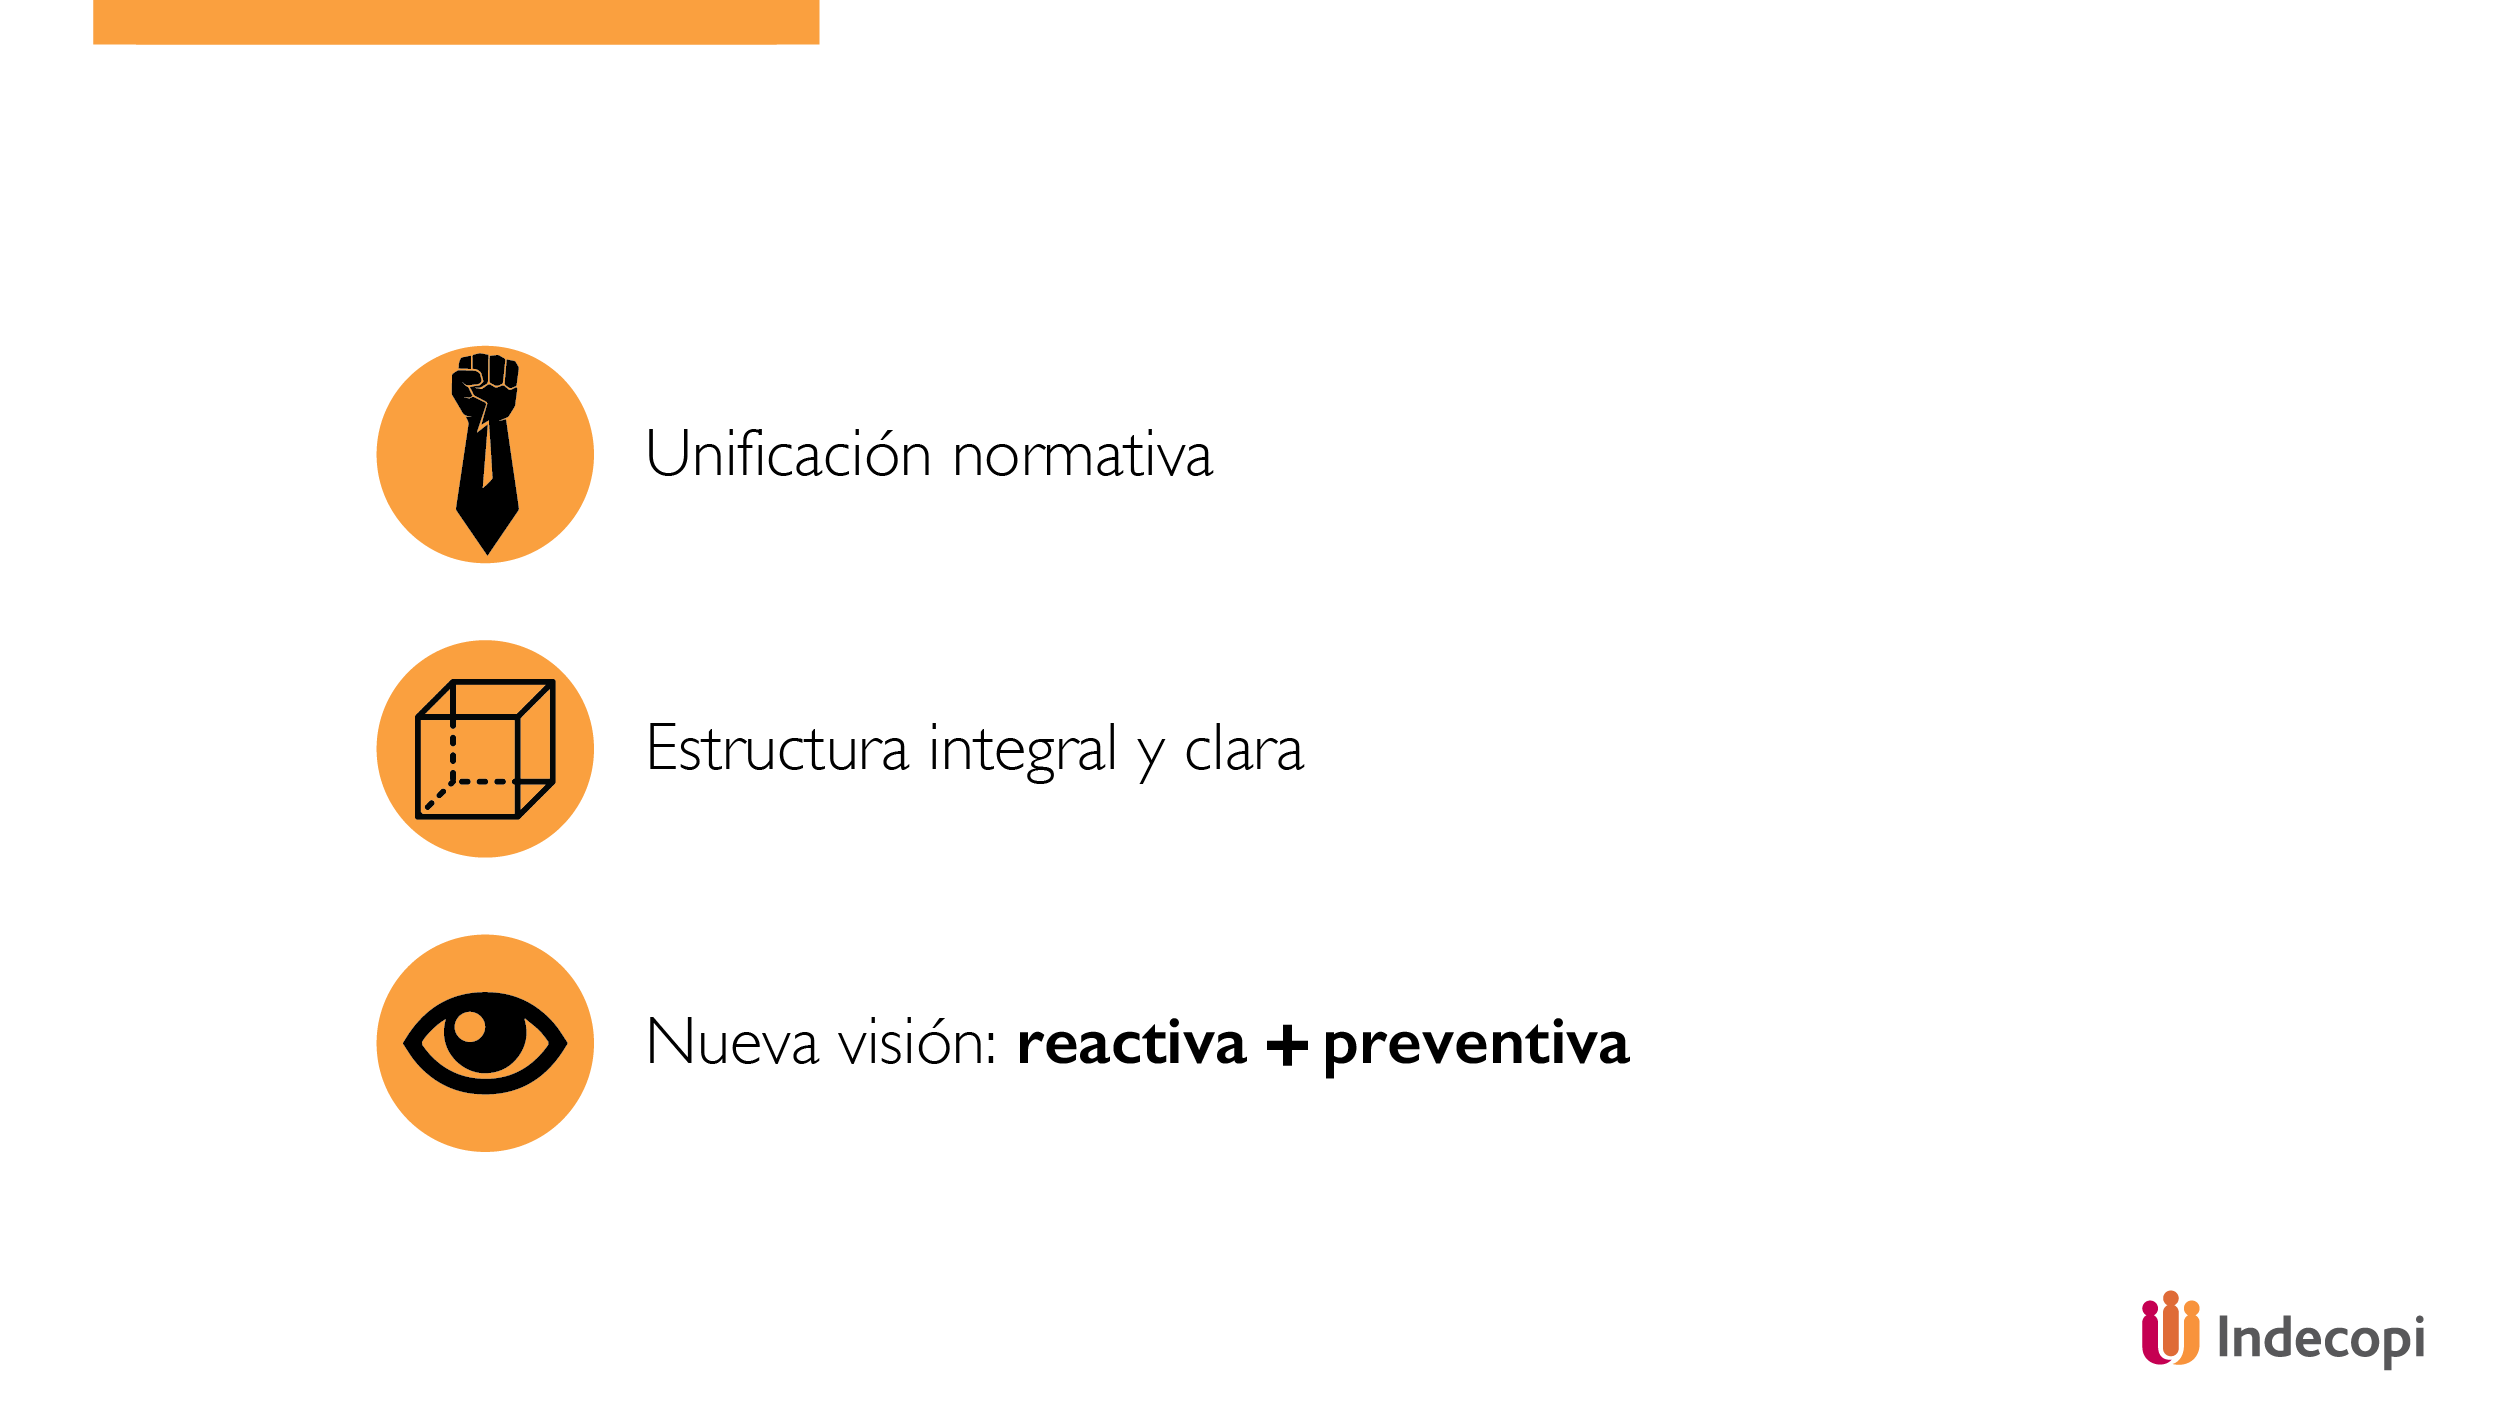 Unificación normativa
Estructura integral y clara
Nueva visión: reactiva + preventiva
Indecopi